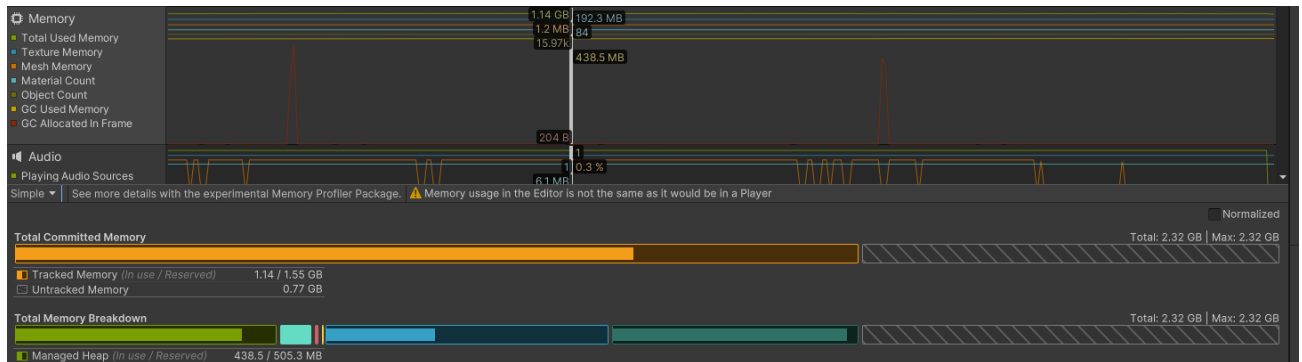 Memory
Total Used Memory
Texture Memory
Mesh Memory
Material Count
Object Count
GC Used Memory
GC Allocated In Frame
1.14 GB 192.3 MB
1.2 MB 84
15.97k
438.5 MB
204 B
Audio
Playing Audio Sources
1
1 0.3 %
6.1 MB
Simple See more details with the experimental Memory Profiler Package. Memory usage in the Editor is not the same as it would be in a Player
Normalized
Total Committed Memory Total: 2.32 GB | Max: 2.32 GB
Tracked Memory (In use / Reserved) 1.14 / 1.55 GB
Untracked Memory 0.77 GB
Total Memory Breakdown Total: 2.32 GB | Max: 2.32 GB
Managed Heap (In use / Reserved) 438.5 / 505.3 MB